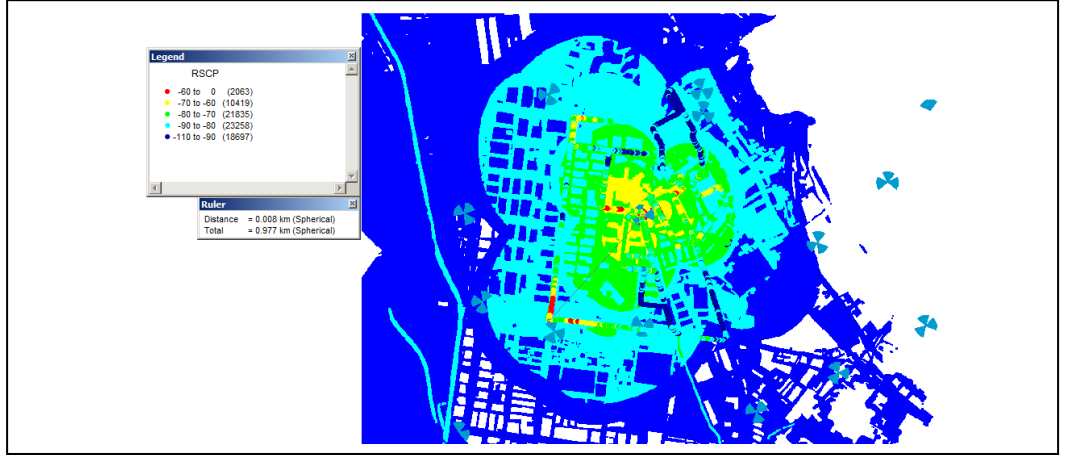 Legend
RSCP
-60 to 0 (2063)
-70 to -60 (10419)
-80 to -70 (21835)
-90 to -80 (23258)
-110 to -90 (18697)
Ruler
Distance = 0.008 km (Spherical)
Total = 0.977 km (Spherical)